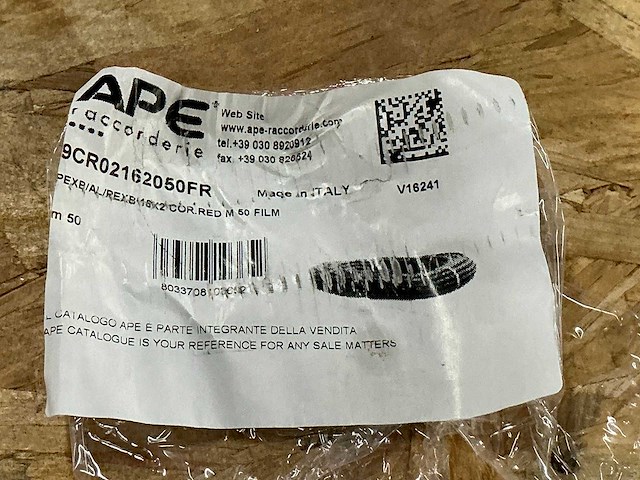 APE
raccorderie
Web Site
www.ape-raccorderie.com
tel.+39 030 8920912
fax +39 030
9CR02162050FR
Made in ITALY
V16241
PEXB/AL/PEXB 16X2 COR.RED M 50 FILM
m 50
L CATALOGO APE È PARTE INTEGRANTE DELLA VENDITA
APE CATALOGUE IS YOUR REFERENCE FOR ANY SALE MATTERS